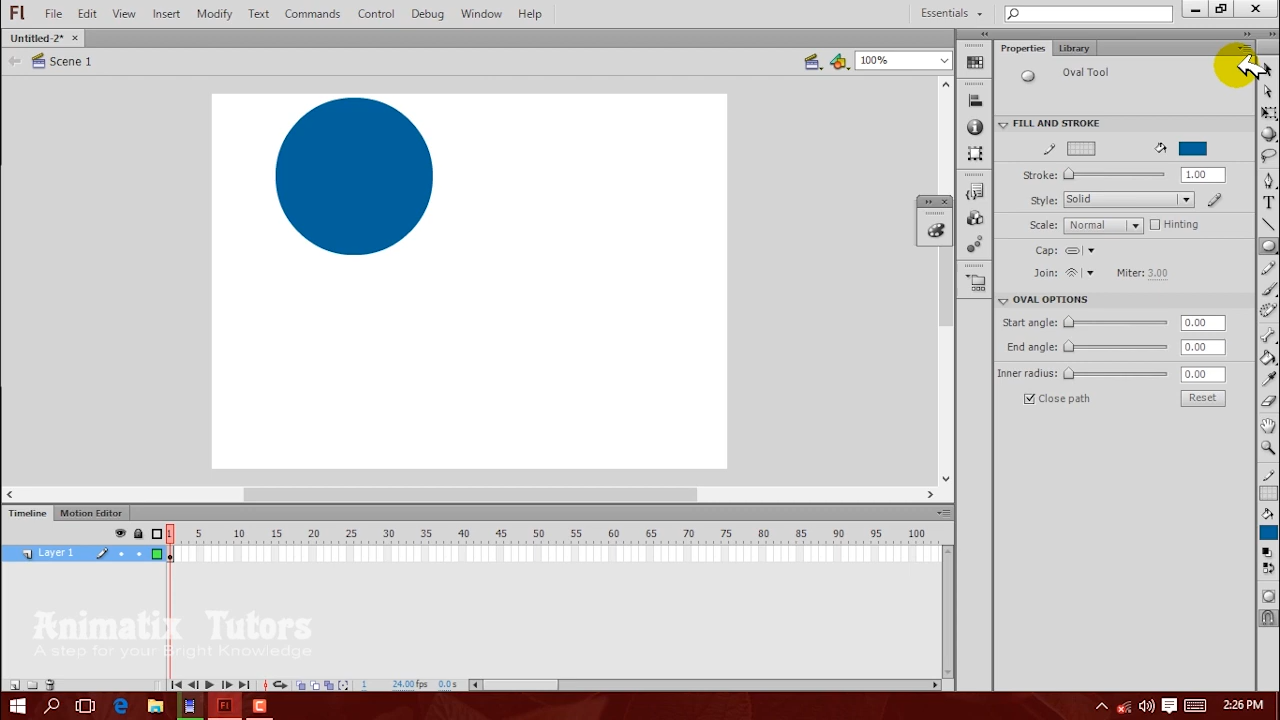 Fl File Edit View Insert Modify Text Commands Control Debug Window Help Essentials
Untitled-2*
Scene 1 100%
Properties Library
Oval Tool
FILL AND STROKE
Stroke: 1.00
Style: Solid
Scale: Normal Hinting
Cap:
Join: Miter: 3.00
OVAL OPTIONS
Start angle: 0.00
End angle: 0.00
Inner radius: 0.00
Close path Reset
Timeline Motion Editor
1 5 10 15 20 25 30 35 40 45 50 55 60 65 70 75 80 85 90 95 100
Layer 1
Animatix Tutors
A step for your Bright Knowledge
1 24.00 fps 0.0 s
Fl C 2:26 PM